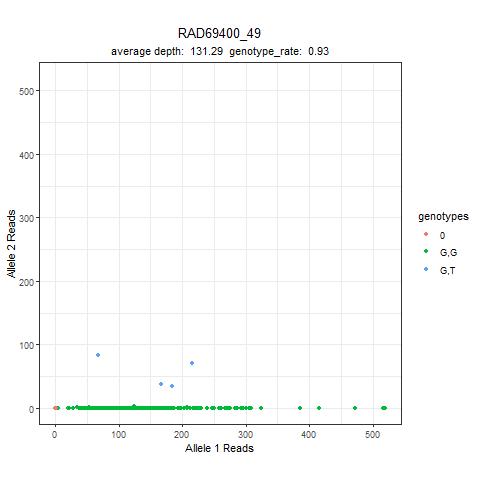 RAD69400_49
average depth: 131.29 genotype_rate: 0.93
500
400
300
200
100
0
Allele 2 Reads
0 100 200 300 400 500
Allele 1 Reads
genotypes
0
G,G
G,T